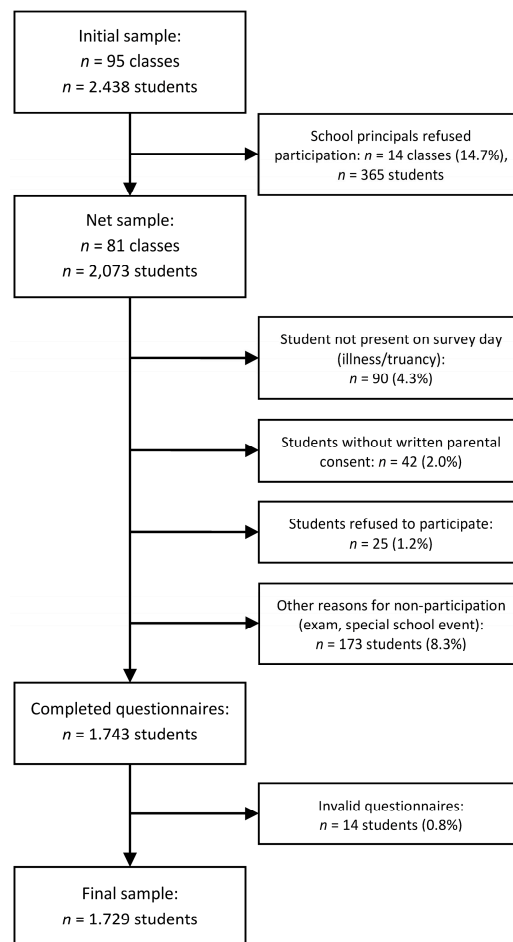 Initial sample:
n = 95 classes
n = 2.438 students
School principals refused
participation: n = 14 classes (14.7%),
n = 365 students
Net sample:
n = 81 classes
n = 2,073 students
Student not present on survey day
(illness/truancy):
n = 90 (4.3%)
Students without written parental
consent: n = 42 (2.0%)
Students refused to participate:
n = 25 (1.2%)
Other reasons for non-participation
(exam, special school event):
n = 173 students (8.3%)
Completed questionnaires:
n = 1.743 students
Invalid questionnaires:
n = 14 students (0.8%)
Final sample:
n = 1.729 students